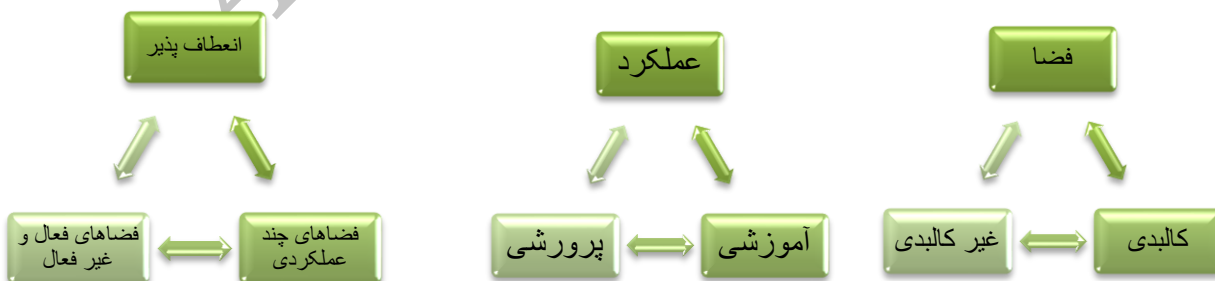 فضا
کالبدی
غیر کالبدی
عملکرد
آموزشی
پرورشی
انعطاف پذیر
فضاهای چند
عملکردی
فضاهای فعال و
غیر فعال